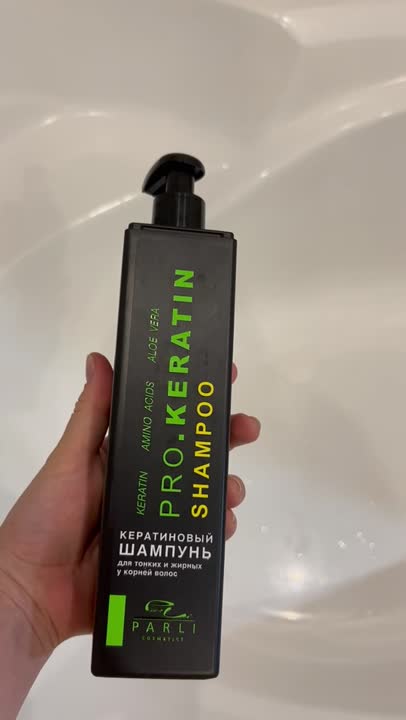 KERATIN AMINO ACIDS ALOE VERA
PRO.KERATIN
SHAMPOO
КЕРАТИНОВЫЙ
ШАМПУНЬ
для тонких и жирных
у корней волос
PARLI
COSMETICS